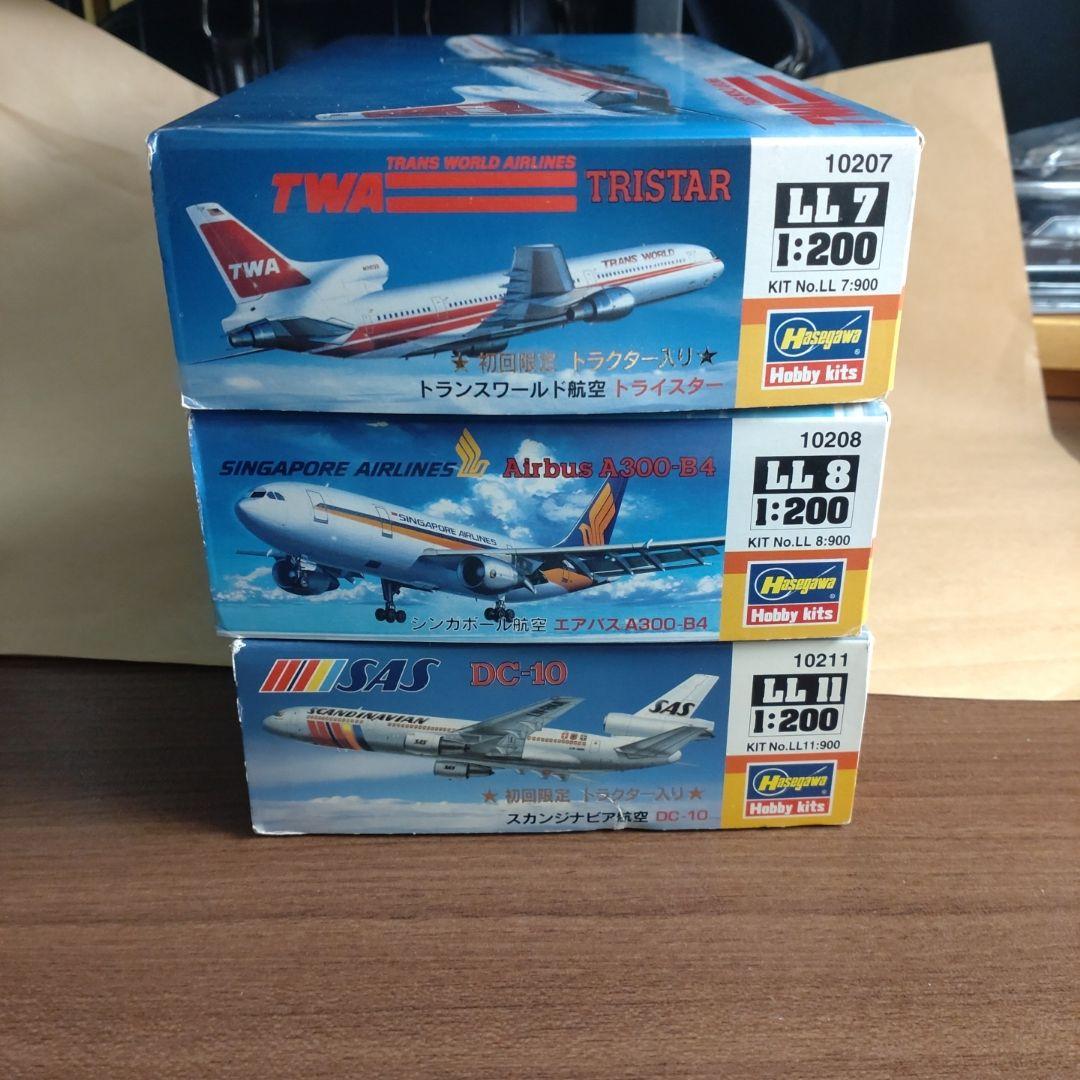 TRANS WORLD AIRLINES
TWA TRISTAR
TWA
TRANS WORLD
★ 初回限定 トラクター入り ★
トランスワールド航空 トライスター
10207
LL 7
1:200
KIT No.LL 7:900
Hasegawa
Hobby kits
SINGAPORE AIRLINES Airbus A300-B4
SINGAPORE AIRLINES
シンガポール航空 エアバス A300-B4
10208
LL 8
1:200
KIT No.LL 8:900
Hasegawa
Hobby kits
SAS DC-10
SCANDINAVIAN
SAS
SAS
★ 初回限定 トラクター入り ★
スカンジナビア航空 DC-10
10211
LL 11
1:200
KIT No.LL11:900
Hasegawa
Hobby kits